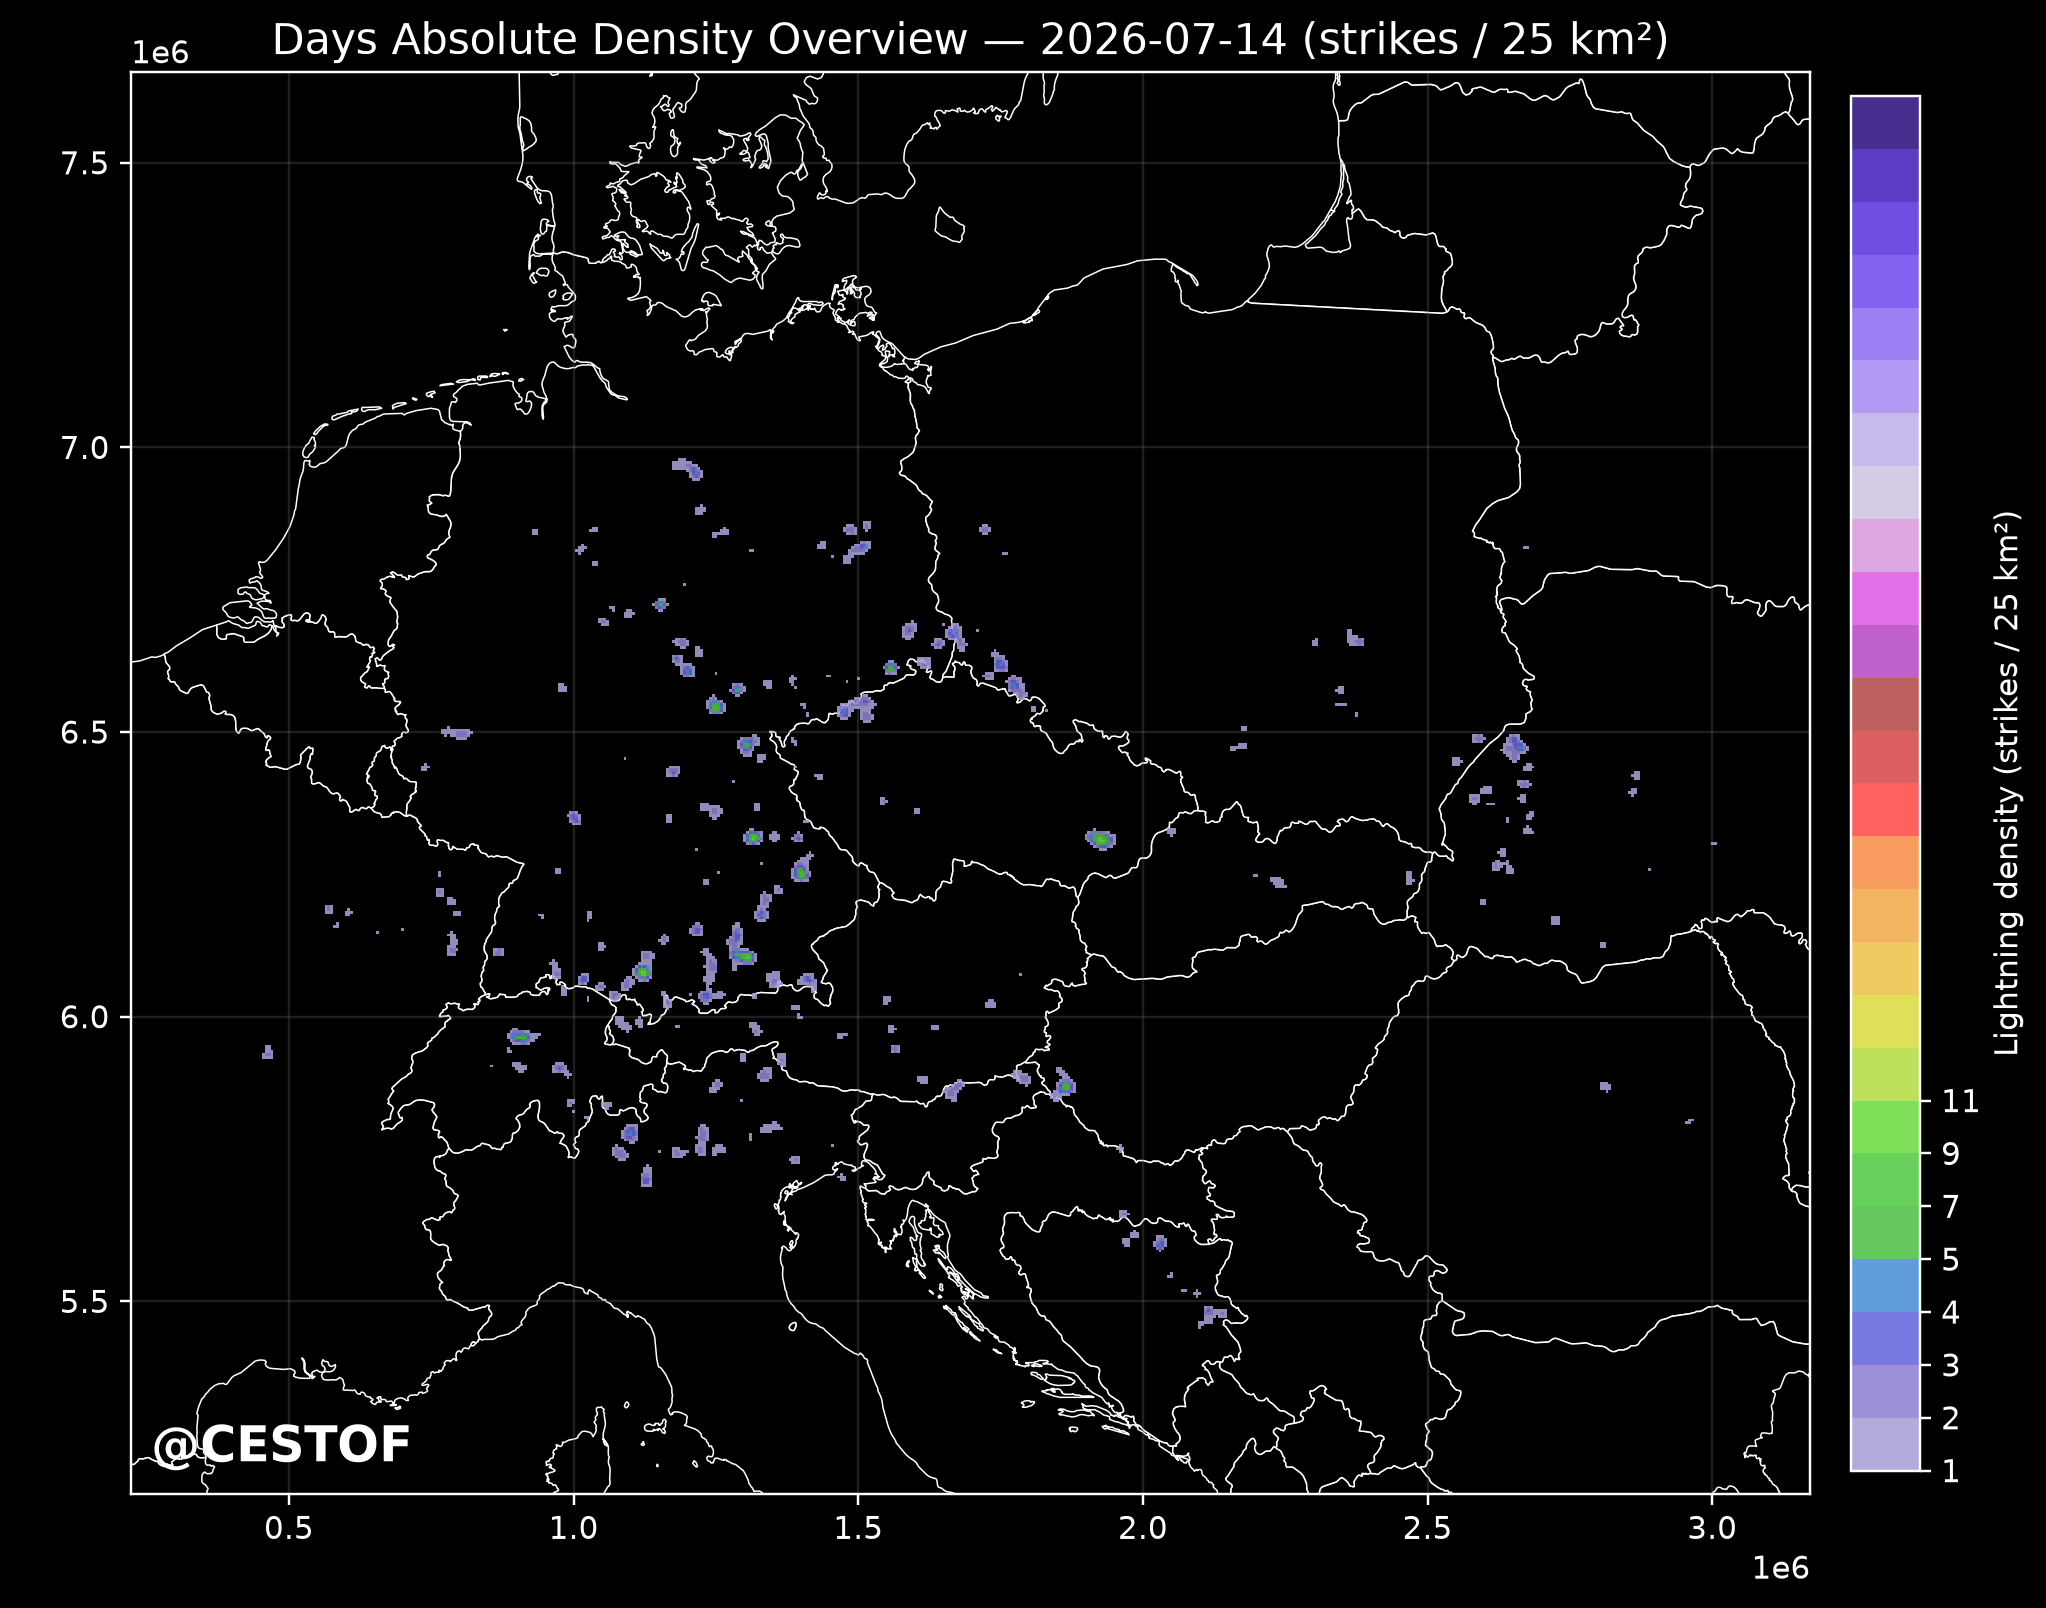 Days Absolute Density Overview — 2026-07-14 (strikes / 25 km²)
1e6
7.5
7.0
6.5
6.0
5.5
0.5 1.0 1.5 2.0 2.5 3.0
1e6
@CESTOF
11
9
7
5
4
3
2
1
Lightning density (strikes / 25 km²)